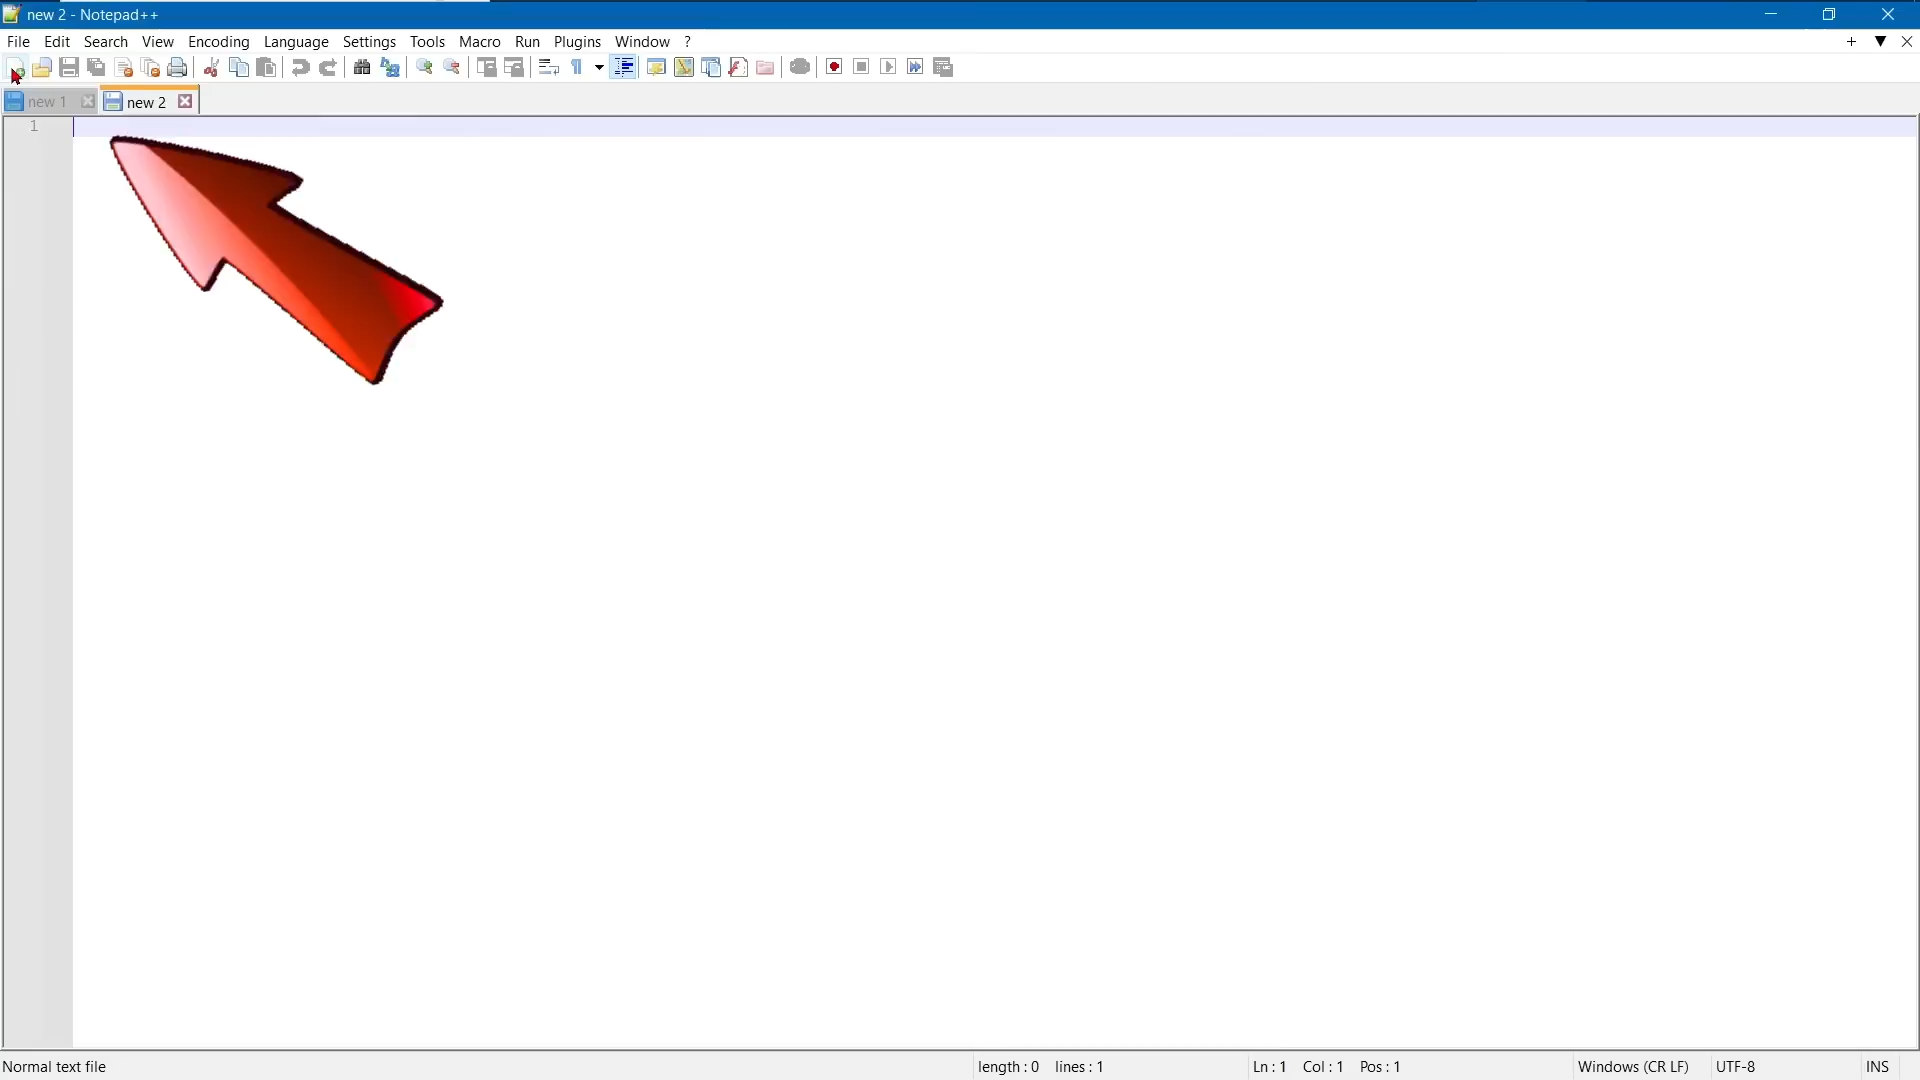 new 2 - Notepad++
File Edit Search View Encoding Language Settings Tools Macro Run Plugins Window ?
new 1 new 2
1
Normal text file length : 0 lines : 1 Ln : 1 Col : 1 Pos : 1 Windows (CR LF) UTF-8 INS